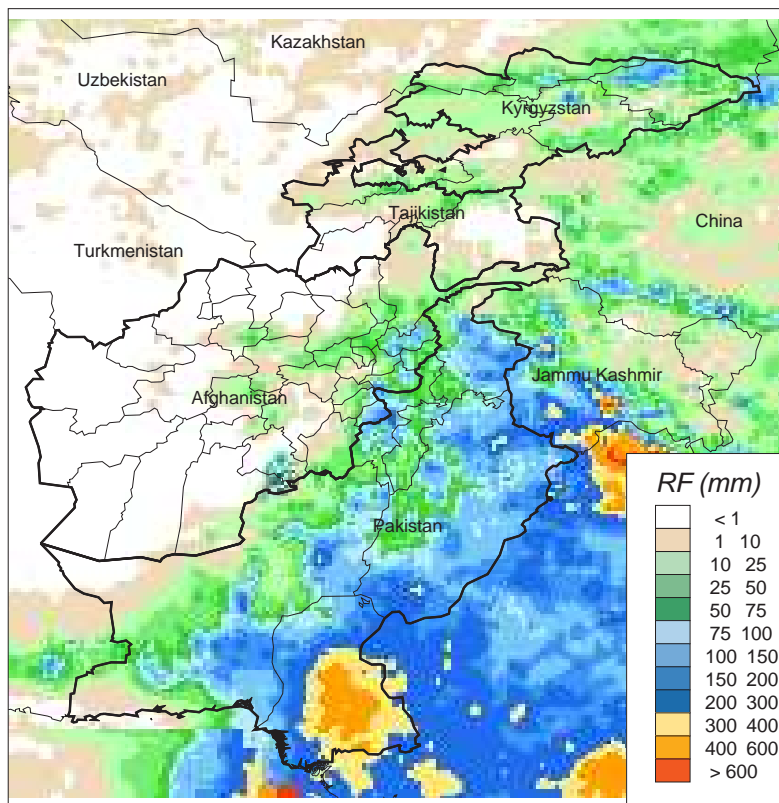 Kazakhstan
Uzbekistan
Kyrgyzstan
Tajikistan
China
Turkmenistan
Jammu Kashmir
Afghanistan
Pakistan
RF (mm)
< 1
1 10
10 25
25 50
50 75
75 100
100 150
150 200
200 300
300 400
400 600
> 600